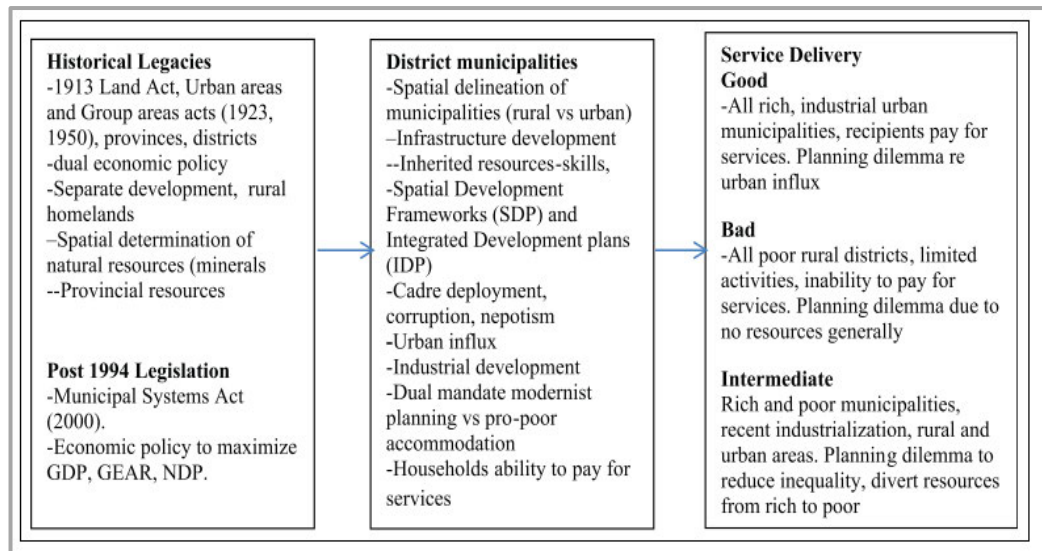 Historical Legacies
-1913 Land Act, Urban areas
and Group areas acts (1923,
1950), provinces, districts
-dual economic policy
-Separate development, rural
homelands
–Spatial determination of
natural resources (minerals
--Provincial resources
Post 1994 Legislation
-Municipal Systems Act
(2000).
-Economic policy to maximize
GDP, GEAR, NDP.
District municipalities
-Spatial delineation of
municipalities (rural vs urban)
–Infrastructure development
--Inherited resources-skills,
-Spatial Development
Frameworks (SDP) and
Integrated Development plans
(IDP)
-Cadre deployment,
corruption, nepotism
-Urban influx
-Industrial development
-Dual mandate modernist
planning vs pro-poor
accommodation
-Households ability to pay for
services
Service Delivery
Good
-All rich, industrial urban
municipalities, recipients pay for
services. Planning dilemma re
urban influx
Bad
-All poor rural districts, limited
activities, inability to pay for
services. Planning dilemma due to
no resources generally
Intermediate
Rich and poor municipalities,
recent industrialization, rural and
urban areas. Planning dilemma to
reduce inequality, divert resources
from rich to poor